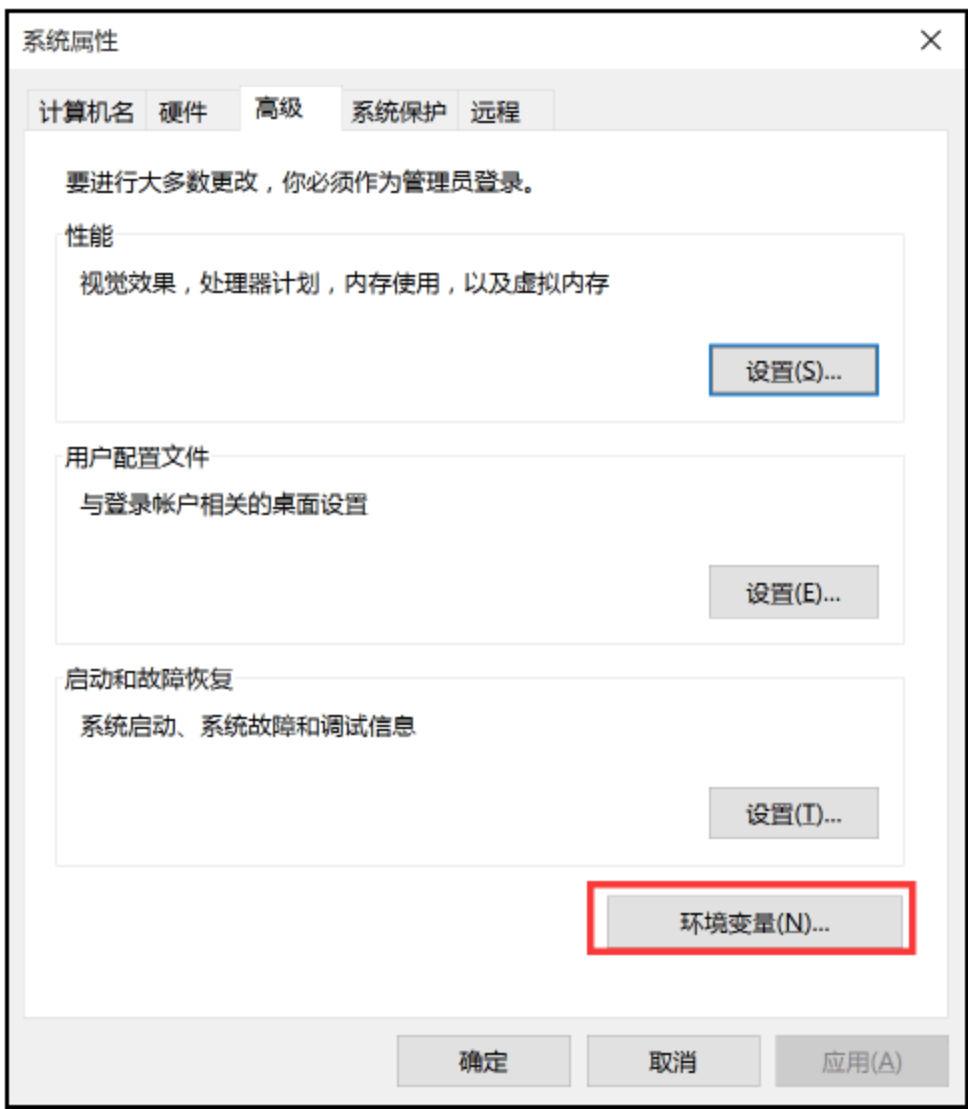 系统属性
计算机名 硬件 高级 系统保护 远程
要进行大多数更改，你必须作为管理员登录。
性能
视觉效果，处理器计划，内存使用，以及虚拟内存
设置(S)...
用户配置文件
与登录帐户相关的桌面设置
设置(E)...
启动和故障恢复
系统启动、系统故障和调试信息
设置(T)...
环境变量(N)...
确定 取消 应用(A)